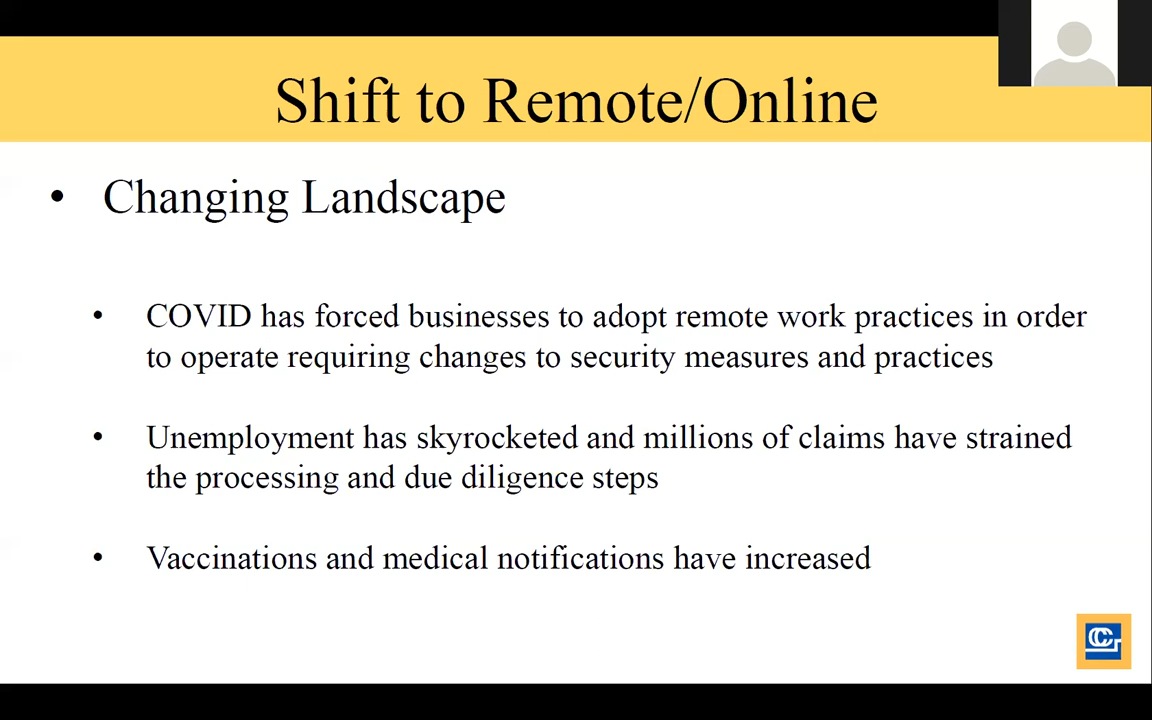 Shift to Remote/Online
• Changing Landscape
• COVID has forced businesses to adopt remote work practices in order
to operate requiring changes to security measures and practices
• Unemployment has skyrocketed and millions of claims have strained
the processing and due diligence steps
• Vaccinations and medical notifications have increased